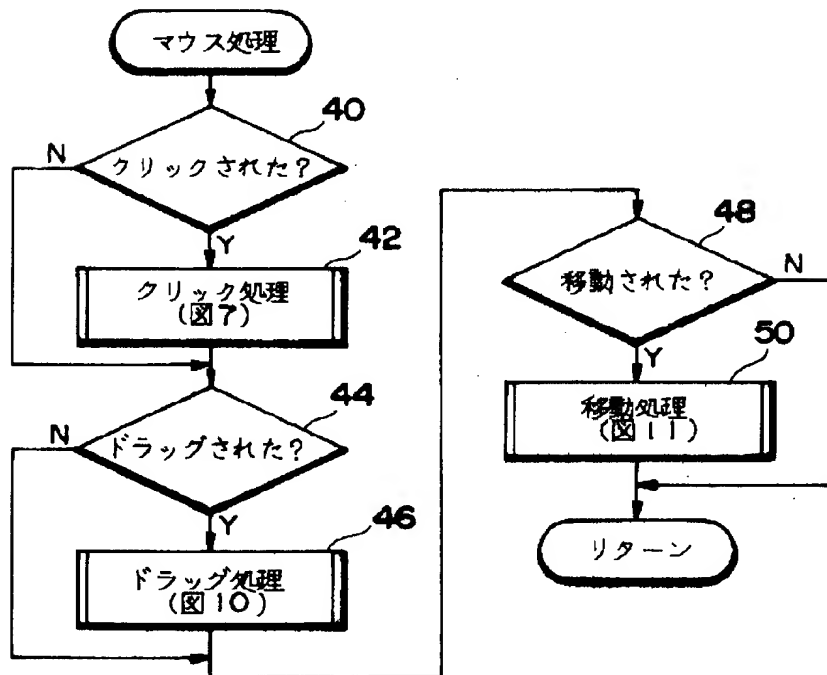 マウス処理
40
N
クリックされた？
Y
42
クリック処理
(図7)
44
N
ドラッグされた？
Y
46
ドラッグ処理
(図10)
48
N
移動された？
Y
50
移動処理
(図11)
リターン